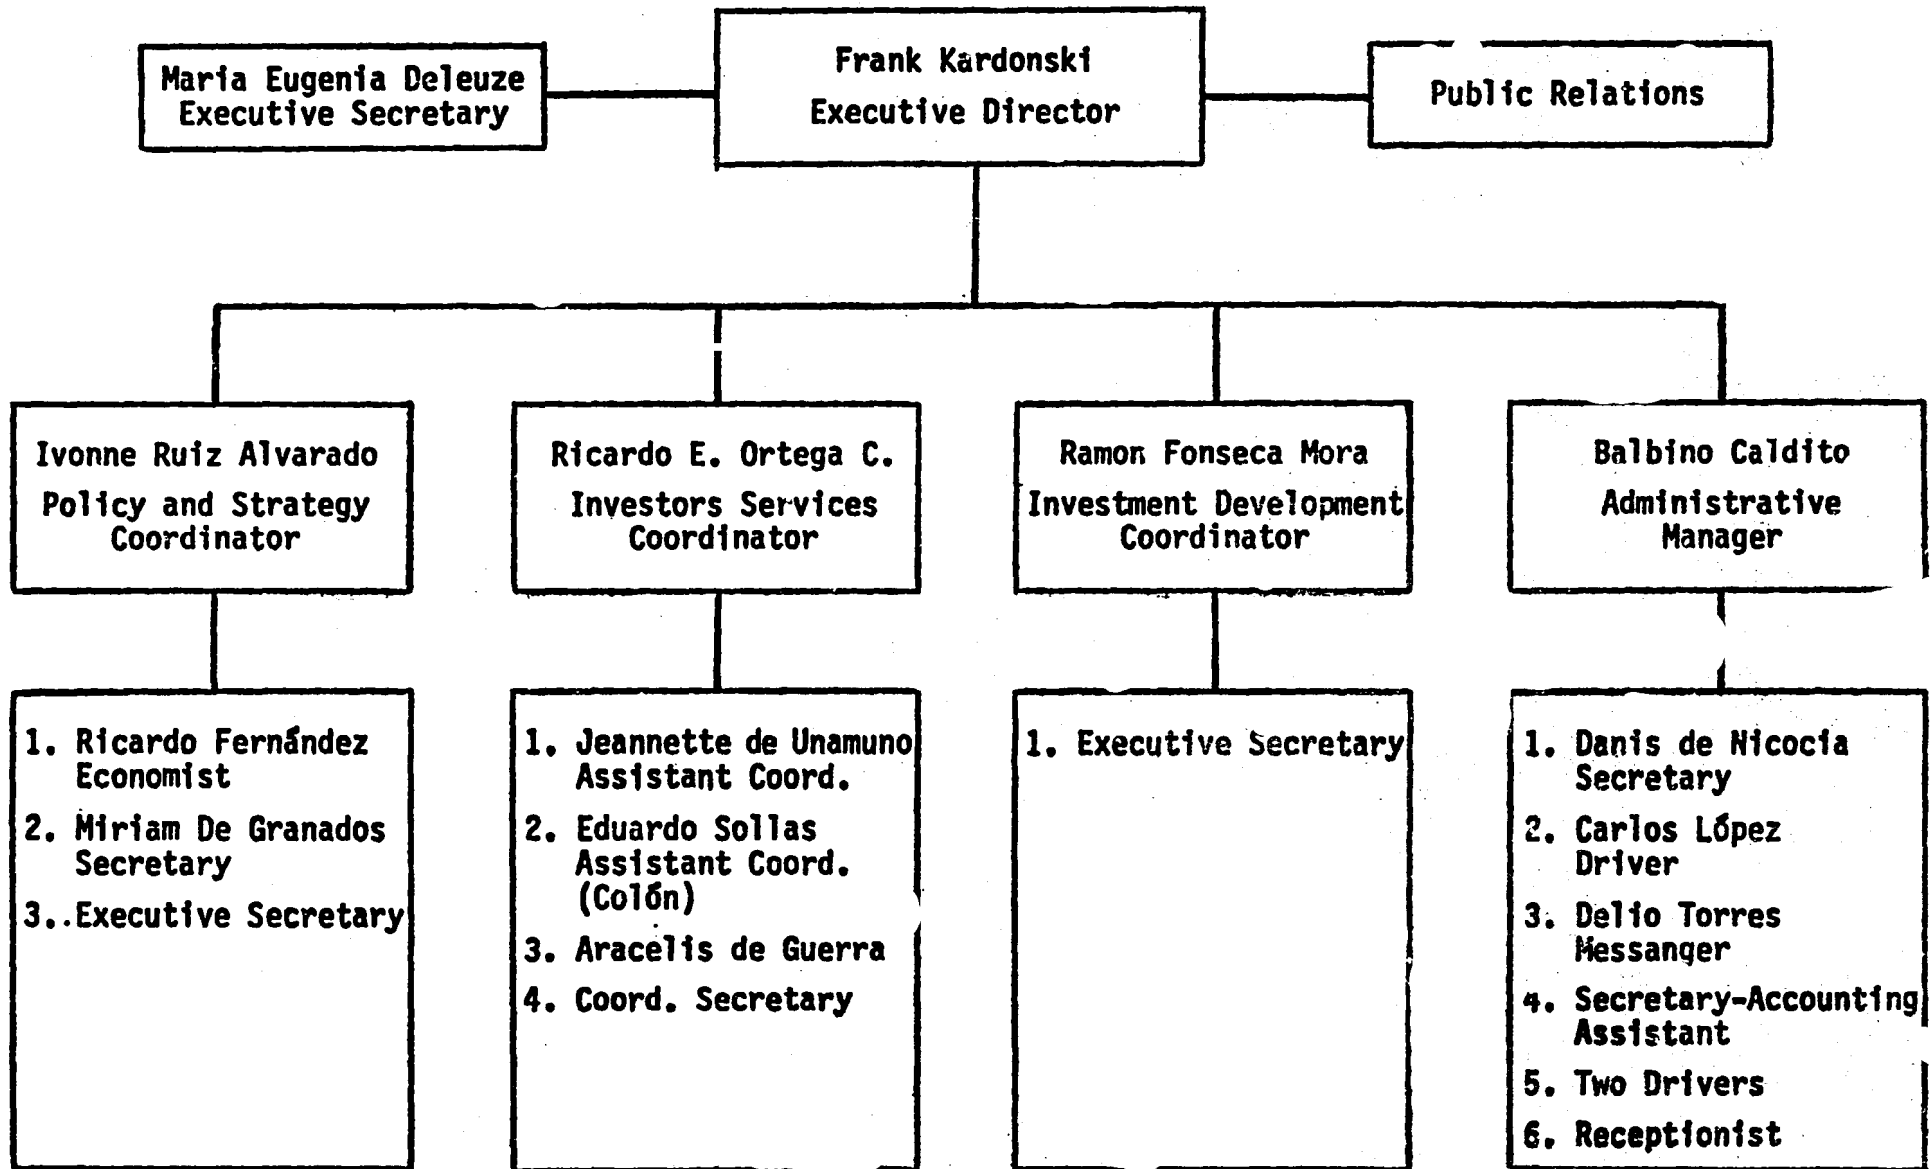 Maria Eugenia Deleuze
Executive Secretary
Frank Kardonski
Executive Director
Public Relations
Ivonne Ruiz Alvarado
Policy and Strategy
Coordinator
Ricardo E. Ortega C.
Investors Services
Coordinator
Ramon Fonseca Mora
Investment Development
Coordinator
Balbino Caldito
Administrative
Manager
1. Ricardo Fernández
Economist
2. Miriam De Granados
Secretary
3..Executive Secretary
1. Jeannette de Unamuno
Assistant Coord.
2. Eduardo Sollas
Assistant Coord.
(Colón)
3. Aracelis de Guerra
4. Coord. Secretary
1. Executive Secretary
1. Danis de Nicocia
Secretary
2. Carlos López
Driver
3. Delio Torres
Messanger
4. Secretary-Accounting
Assistant
5. Two Drivers
6. Receptionist